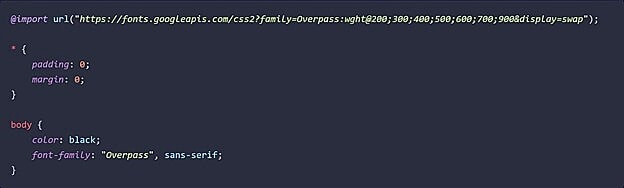 @import url("https://fonts.googleapis.com/css2?family=Overpass:wght@200;300;400;500;600;700;900&display=swap");
* {
padding: 0;
margin: 0;
}
body {
color: black;
font-family: "Overpass", sans-serif;
}